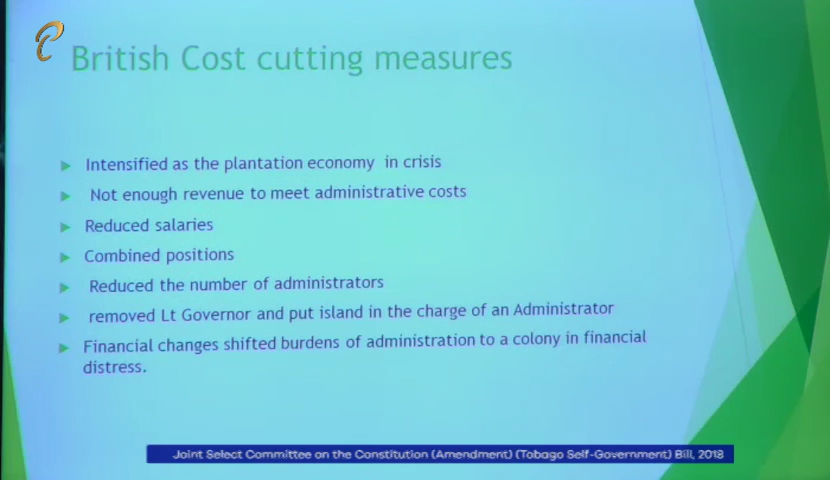 British Cost cutting measures
Intensified as the plantation economy in crisis
Not enough revenue to meet administrative costs
Reduced salaries
Combined positions
Reduced the number of administrators
removed Lt Governor and put island in the charge of an Administrator
Financial changes shifted burdens of administration to a colony in financial
distress.
Joint Select Committee on the Constitution (Amendment) (Tobago Self-Government) Bill, 2018